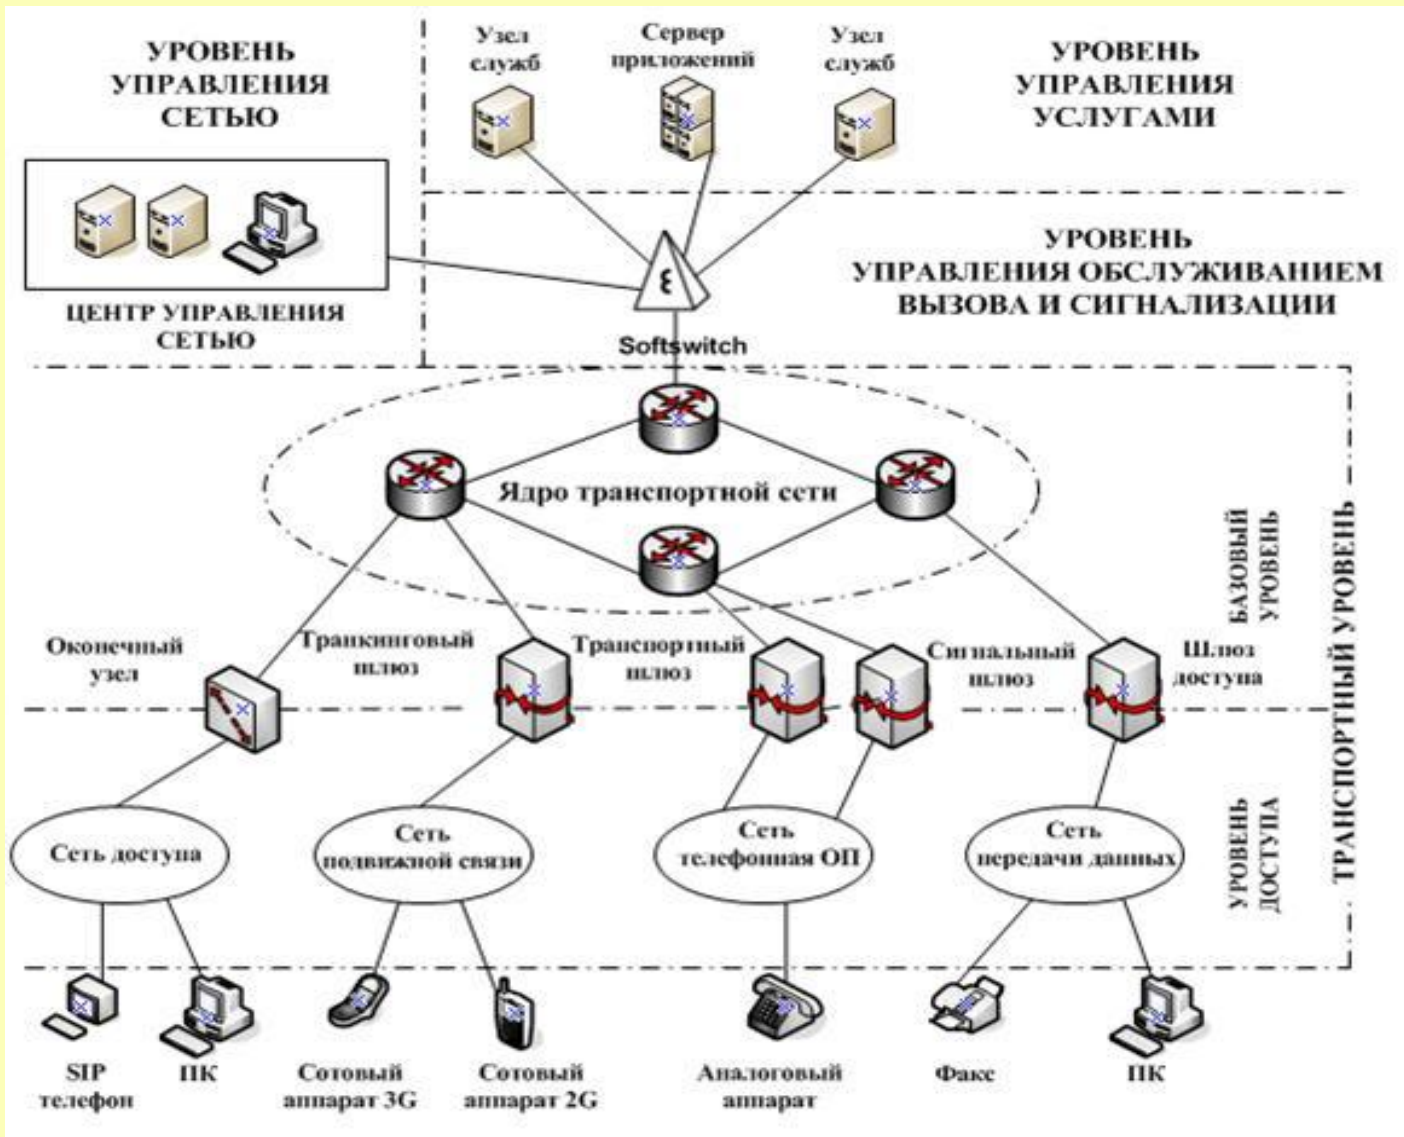 УРОВЕНЬ
УПРАВЛЕНИЯ
СЕТЬЮ
Узел
служб
Сервер
приложений
Узел
служб
УРОВЕНЬ
УПРАВЛЕНИЯ
УСЛУГАМИ
ЦЕНТР УПРАВЛЕНИЯ
СЕТЬЮ
УРОВЕНЬ
УПРАВЛЕНИЯ ОБСЛУЖИВАНИЕМ
ВЫЗОВА И СИГНАЛИЗАЦИИ
Softswitch
Ядро транспортной сети
БАЗОВЫЙ
УРОВЕНЬ
ТРАНСПОРТНЫЙ УРОВЕНЬ
Оконечный
узел
Транкинговый
шлюз
Транспортный
шлюз
Сигнальный
шлюз
Шлюз
доступа
Сеть доступа
Сеть
подвижной связи
Сеть
телефонная ОП
Сеть
передачи данных
УРОВЕНЬ
ДОСТУПА
SIP
телефон
ПК
Сотовый
аппарат 3G
Сотовый
аппарат 2G
Аналоговый
аппарат
Факс
ПК